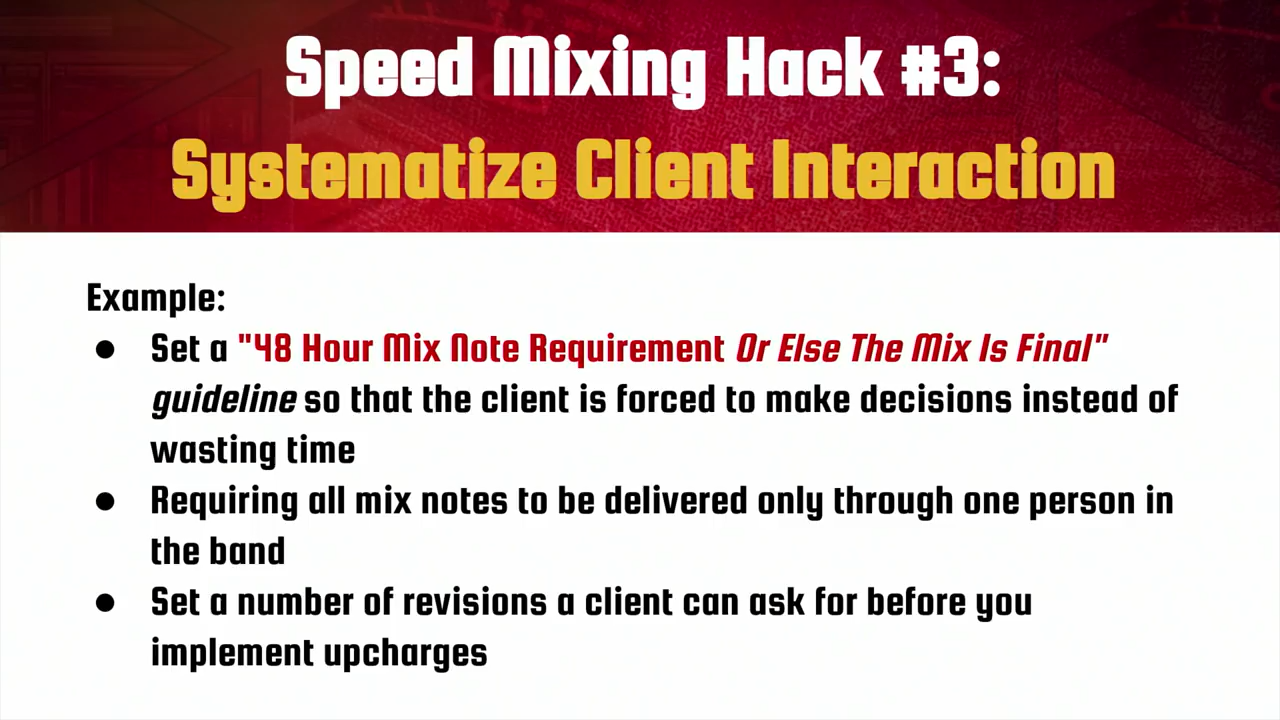 Speed Mixing Hack #3:
Systematize Client Interaction
Example:
● Set a "48 Hour Mix Note Requirement Or Else The Mix Is Final"
guideline so that the client is forced to make decisions instead of
wasting time
● Requiring all mix notes to be delivered only through one person in
the band
● Set a number of revisions a client can ask for before you
implement upcharges